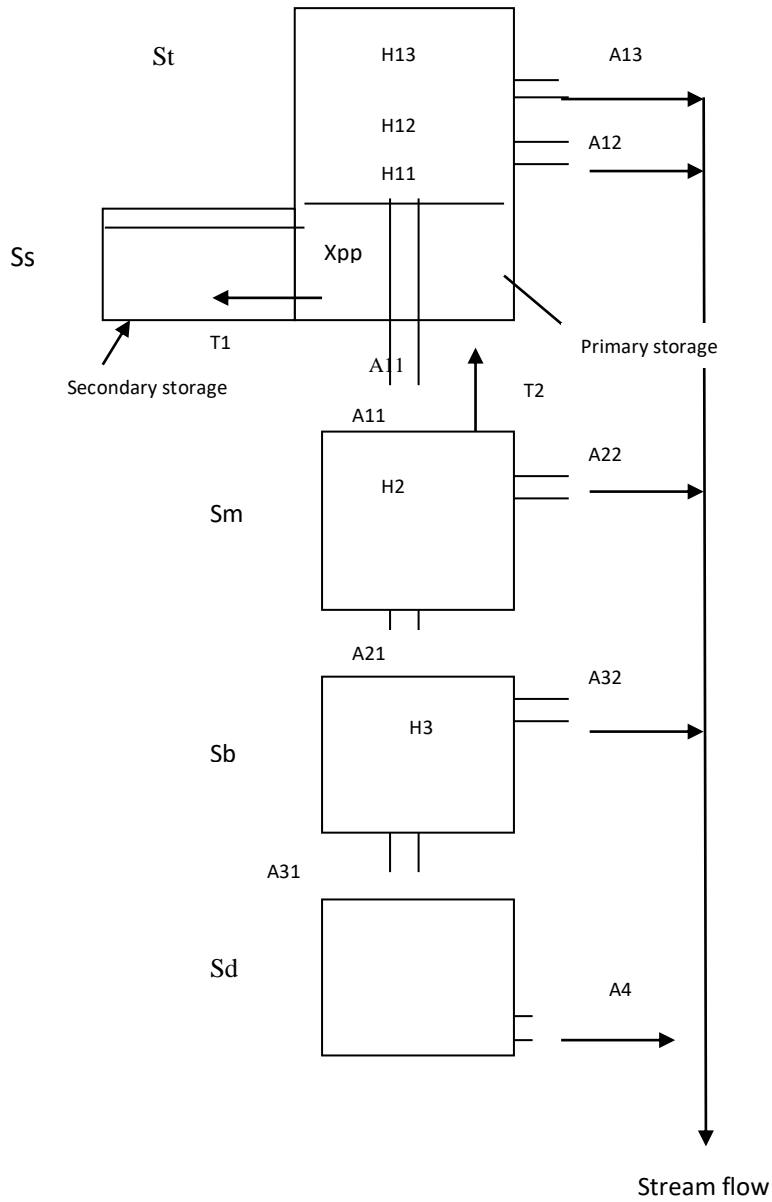 St
H13
A13
H12
A12
H11
Ss
Xpp
T1
Primary storage
A11
Secondary storage
T2
A11
A22
H2
Sm
A21
A32
H3
Sb
A31
Sd
A4
Stream flow